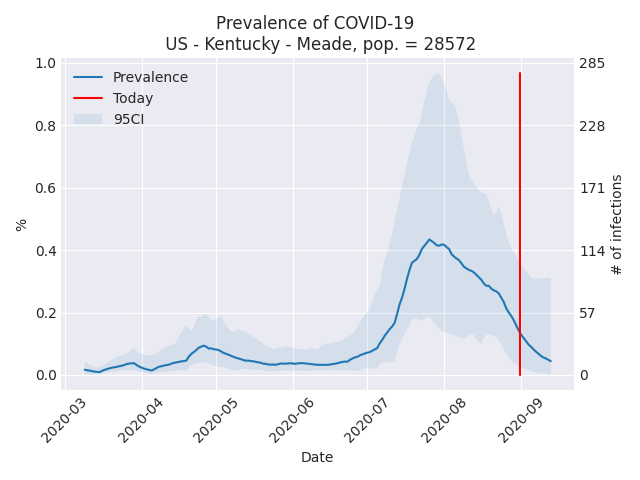 Prevalence of COVID-19
US - Kentucky - Meade, pop. = 28572
Prevalence
Today
95CI
1.0
0.8
0.6
0.4
0.2
0.0
%
285
228
171
114
57
0
# of infections
2020-03
2020-04
2020-05
2020-06
2020-07
2020-08
2020-09
Date